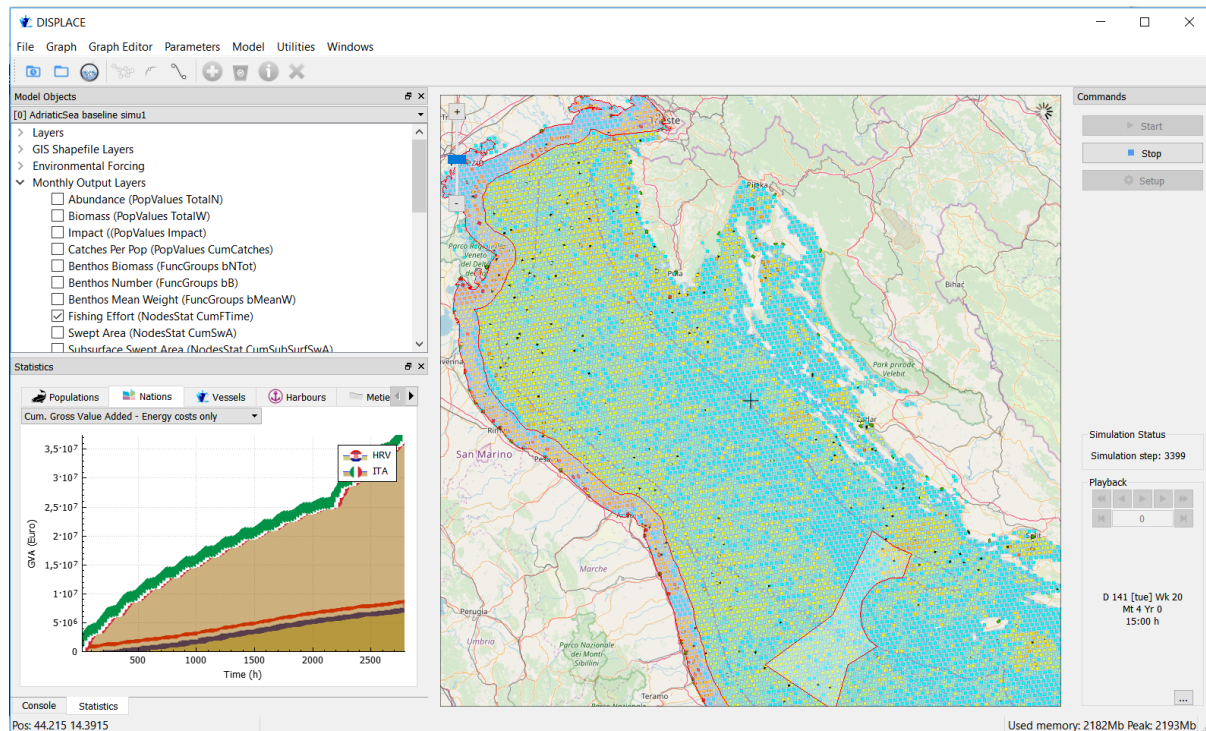 DISPLACE
File Graph Graph Editor Parameters Model Utilities Windows
Model Objects
[0] AdriaticSea baseline simu1
Layers
GIS Shapefile Layers
Environmental Forcing
Monthly Output Layers
Abundance (PopValues TotalN)
Biomass (PopValues TotalW)
Impact ((PopValues Impact)
Catches Per Pop (PopValues CumCatches)
Benthos Biomass (FuncGroups bNTot)
Benthos Number (FuncGroups bB)
Benthos Mean Weight (FuncGroups bMeanW)
Fishing Effort (NodesStat CumFTime)
Swept Area (NodesStat CumSwA)
Subsurface Swept Area (NodesStat CumSubSurfSwA)
Statistics
Populations Nations Vessels Harbours Metie
Cum. Gross Value Added - Energy costs only
3,5·10⁷
3·10⁷
2,5·10⁷
2·10⁷
1,5·10⁷
1·10⁷
5·10⁶
0
GVA (Euro)
HRV
ITA
500 1000 1500 2000 2500
Time (h)
Console Statistics
Pos: 44.215 14.3915
+
-
Trieste
Parco Regionale
Veneto
del Delta
Pula
Bihać
Park prirode
Velebit
Zadar
San Marino
Marche
Perugia
Umbria
Parco Nazionale
dei Monti
Sibillini
Teramo
Split
Commands
Start
Stop
Setup
Simulation Status
Simulation step: 3399
Playback
0
D 141 [tue] Wk 20
Mt 4 Yr 0
15:00 h
...
Used memory: 2182Mb Peak: 2193Mb